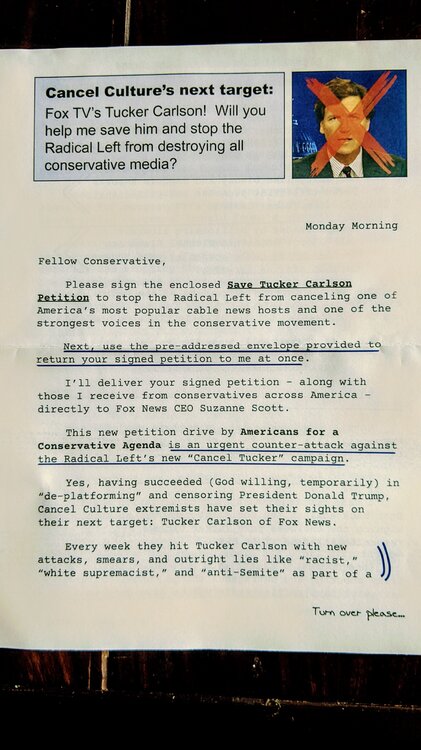 Cancel Culture's next target:
Fox TV's Tucker Carlson!  Will you
help me save him and stop the
Radical Left from destroying all
conservative media?
Monday Morning
Fellow Conservative,
Please sign the enclosed Save Tucker Carlson
Petition to stop the Radical Left from canceling one of
America's most popular cable news hosts and one of the
strongest voices in the conservative movement.
Next, use the pre-addressed envelope provided to
return your signed petition to me at once.
I'll deliver your signed petition - along with
those I receive from conservatives across America -
directly to Fox News CEO Suzanne Scott.
This new petition drive by Americans for a
Conservative Agenda is an urgent counter-attack against
the Radical Left's new "Cancel Tucker" campaign.
Yes, having succeeded (God willing, temporarily) in
"de-platforming" and censoring President Donald Trump,
Cancel Culture extremists have set their sights on
their next target: Tucker Carlson of Fox News.
Every week they hit Tucker Carlson with new
attacks, smears, and outright lies like "racist,"
"white supremacist," and "anti-Semite" as part of a
Turn over please...